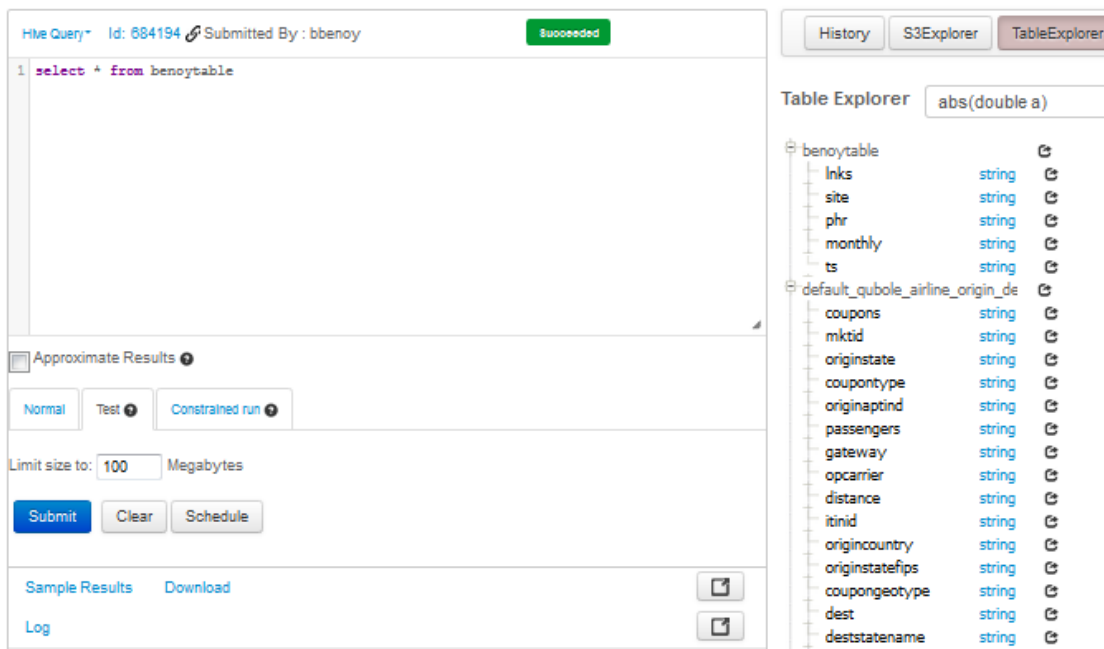 Hive Query Id: 684194 Submitted By : bbenoy Succeeded
1 select * from benoytable
Approximate Results
Normal Test Constrained run
Limit size to: 100 Megabytes
Submit Clear Schedule
Sample Results Download
Log
History S3Explorer TableExplorer
Table Explorer abs(double a)
benoytable
lnks string
site string
phr string
monthly string
ts string
default_qubole_airline_origin_de
coupons string
mktid string
originstate string
coupontype string
originaptind string
passengers string
gateway string
opcarrier string
distance string
itinid string
origincountry string
originstatefips string
coupongeotype string
dest string
deststatename string